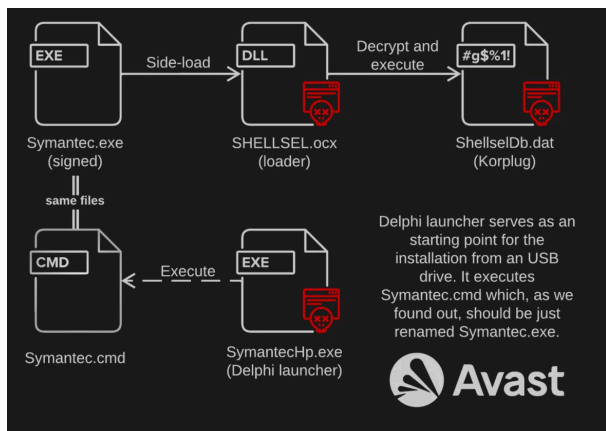 EXE
DLL
#g$%1!
Side-load
Decrypt and
execute
Symantec.exe
(signed)
SHELLSEL.ocx
(loader)
ShellselDb.dat
(Korplug)
same files
CMD
Execute
EXE
Symantec.cmd
SymantecHp.exe
(Delphi launcher)
Delphi launcher serves as an
starting point for the
installation from an USB
drive. It executes
Symantec.cmd which, as we
found out, should be just
renamed Symantec.exe.
Avast